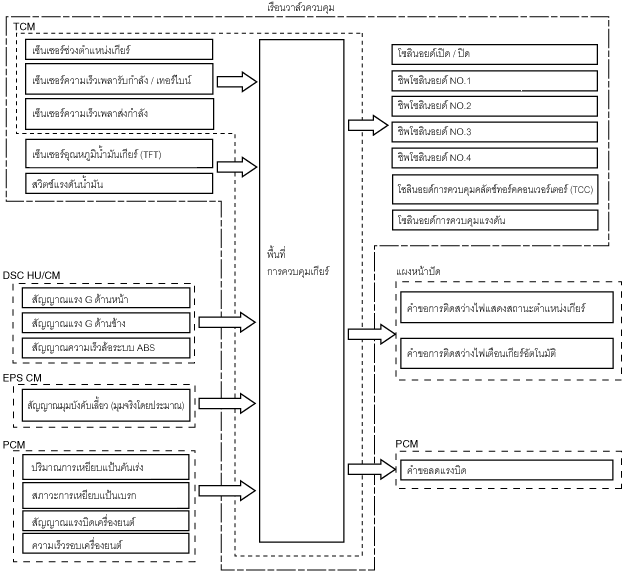 เรือนวาล์วควบคุม
TCM
เซ็นเซอร์ช่วงตำแหน่งเกียร์
เซ็นเซอร์ความเร็วเพลารับกำลัง / เทอร์ไบน์
เซ็นเซอร์ความเร็วเพลาส่งกำลัง
เซ็นเซอร์อุณหภูมิน้ำมันเกียร์ (TFT)
สวิตช์แรงดันน้ำมัน
DSC HU/CM
สัญญาณแรง G ด้านหน้า
สัญญาณแรง G ด้านข้าง
สัญญาณความเร็วล้อระบบ ABS
EPS CM
สัญญาณมุมบังคับเลี้ยว (มุมจริงโดยประมาณ)
PCM
ปริมาณการเหยียบแป้นคันเร่ง
สภาวะการเหยียบแป้นเบรก
สัญญาณแรงบิดเครื่องยนต์
ความเร็วรอบเครื่องยนต์
พื้นที่
การควบคุมเกียร์
โซลินอยด์เปิด / ปิด
ชิพโซลินอยด์ NO.1
ชิพโซลินอยด์ NO.2
ชิพโซลินอยด์ NO.3
ชิพโซลินอยด์ NO.4
โซลินอยด์การควบคุมคลัตช์ทอร์คคอนเวอร์เตอร์ (TCC)
โซลินอยด์การควบคุมแรงดัน
แผงหน้าปัด
คำขอการติดสว่างไฟแสดงสถานะตำแหน่งเกียร์
คำขอการติดสว่างไฟเตือนเกียร์อัตโนมัติ
PCM
คำขอลดแรงบิด